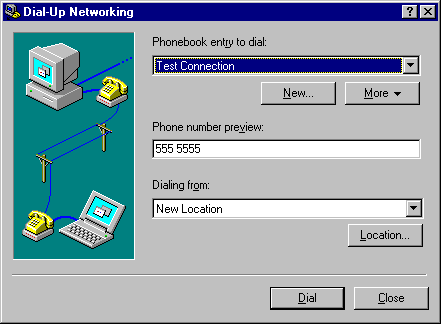 Dial-Up Networking
Phonebook entry to dial:
Test Connection
New... More
Phone number preview:
555 5555
Dialing from:
New Location
Location...
Dial Close